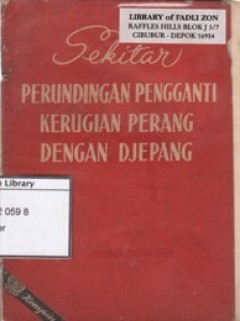 LIBRARY of FADLI ZON
RAFFLES HILLS BLOK J 3/7
CIBUBUR - DEPOK 16954
Sekitar
PERUNDINGAN PENGGANTI
KERUGIAN PERANG
DENGAN DJEPANG
Library
059 8